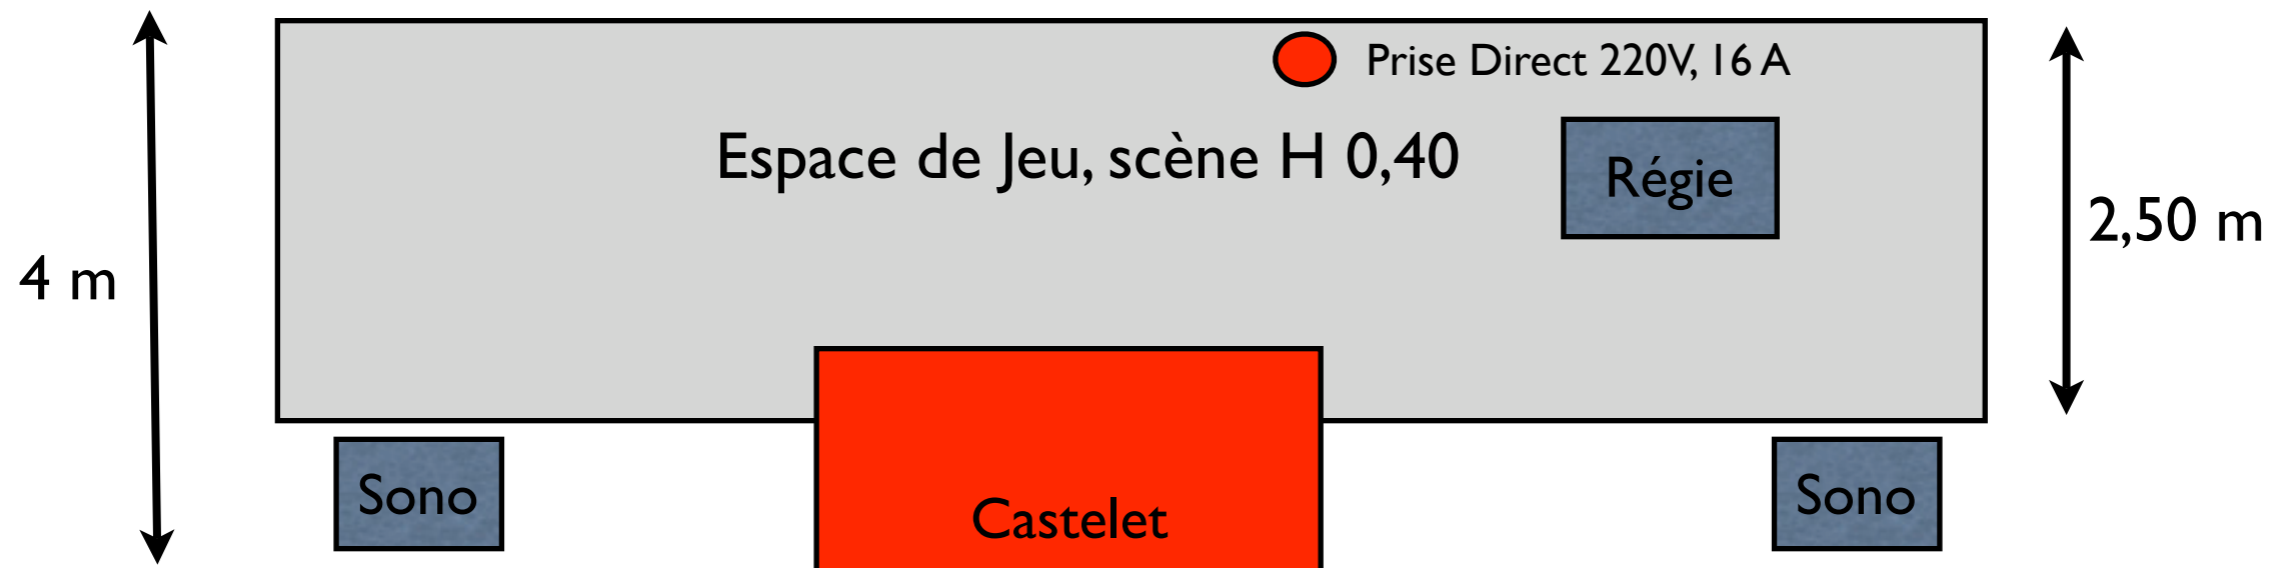 Prise Direct 220V, 16 A
Espace de Jeu, scène H 0,40
Régie
2,50 m
4 m
Sono
Castelet
Sono